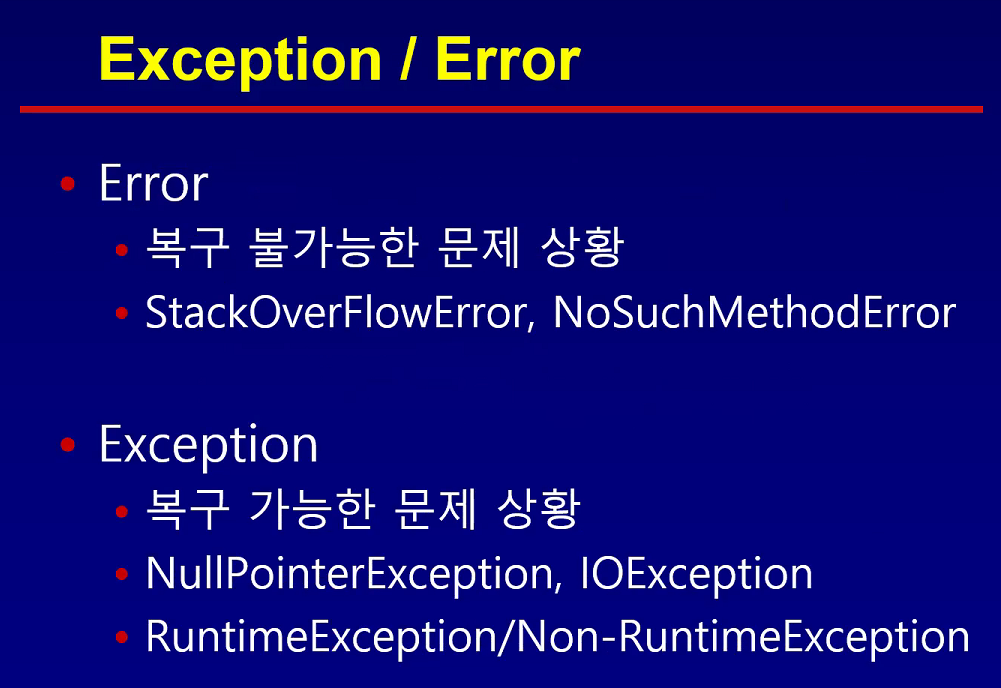 Exception / Error
• Error
• 복구 불가능한 문제 상황
• StackOverFlowError, NoSuchMethodError
• Exception
• 복구 가능한 문제 상황
• NullPointerException, IOException
• RuntimeException/Non-RuntimeException